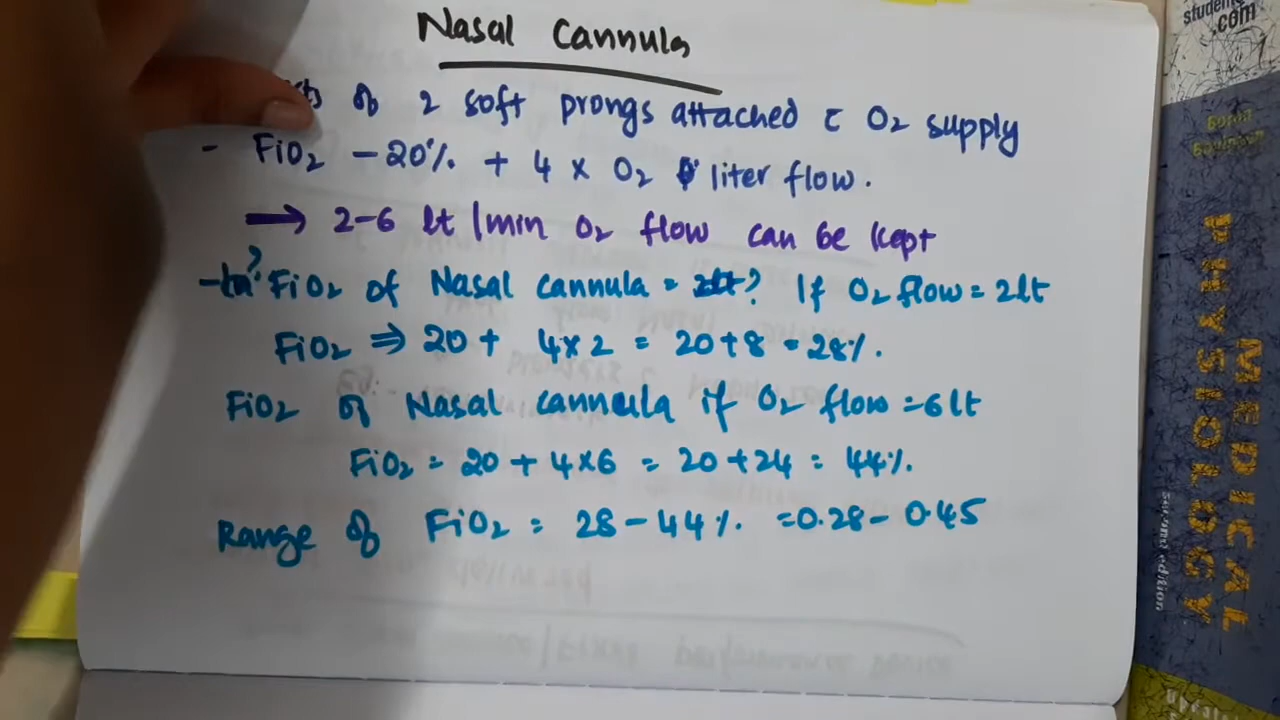 Nasal Cannula
of 2 soft prongs attached c̄ O2 supply
- FiO2 - 20% + 4 x O2 liter flow.
→ 2-6 lt/min O2 flow can be kept
FiO2 of Nasal cannula = ? If O2 flow = 2lt
FiO2 ⇒ 20 + 4x2 = 20+8 = 28%.
FiO2 of Nasal cannula if O2 flow = 6 lt
FiO2 = 20 + 4x6 = 20 + 24 = 44%.
Range of FiO2 = 28 - 44%. = 0.28 - 0.45
student
.com
MEDICAL
PHYSIOLOGY
edition